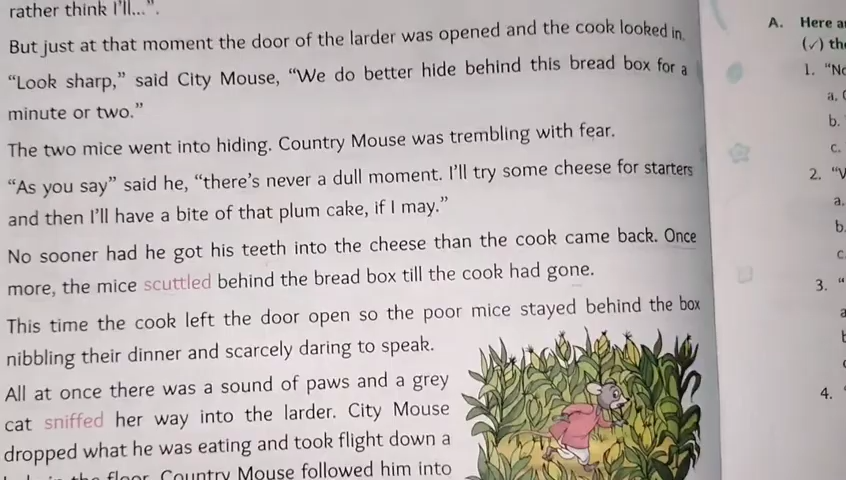 rather think I'll...".
But just at that moment the door of the larder was opened and the cook looked in.
"Look sharp," said City Mouse, "We do better hide behind this bread box for a
minute or two."
The two mice went into hiding. Country Mouse was trembling with fear.
"As you say" said he, "there's never a dull moment. I'll try some cheese for starters
and then I'll have a bite of that plum cake, if I may."
No sooner had he got his teeth into the cheese than the cook came back. Once
more, the mice scuttled behind the bread box till the cook had gone.
This time the cook left the door open so the poor mice stayed behind the box
nibbling their dinner and scarcely daring to speak.
All at once there was a sound of paws and a grey
cat sniffed her way into the larder. City Mouse
dropped what he was eating and took flight down a
in the floor. Country Mouse followed him into
A. Here
(✓)
1.
a.
b.
c.
2.
a.
b.
c
3.
4.